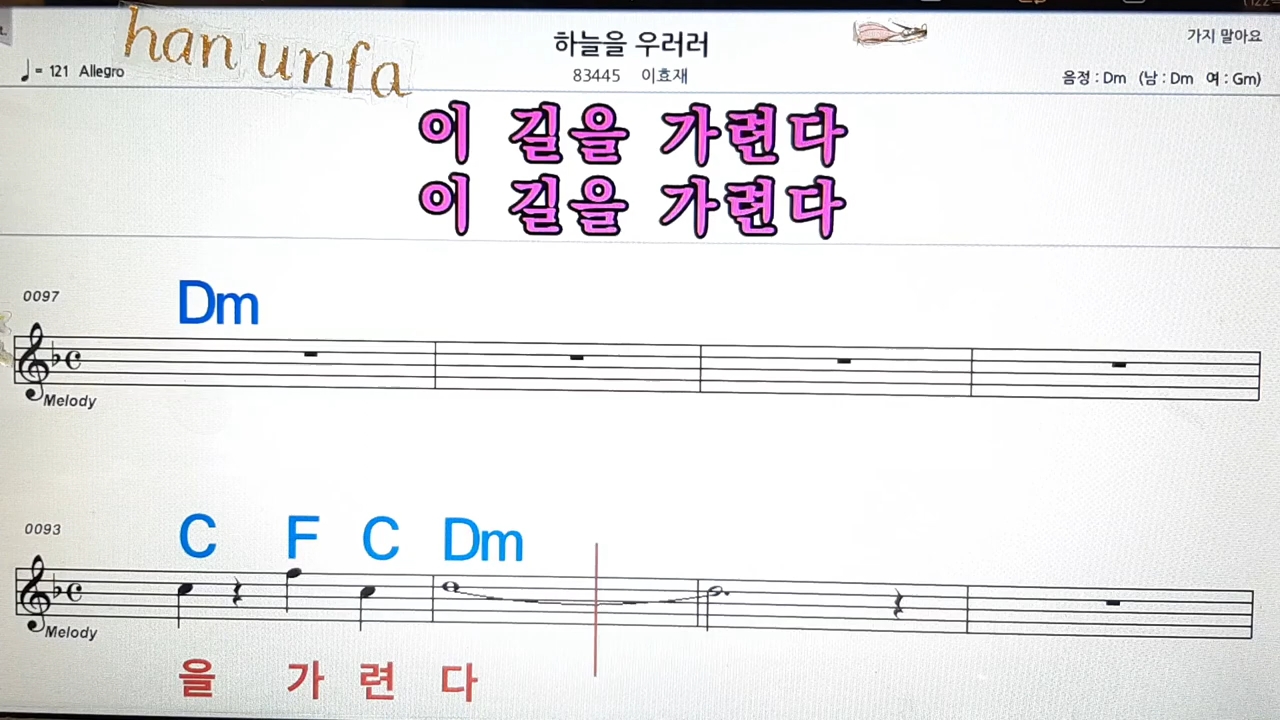 han unfa
하늘을 우러러
가지 말아요
♩= 121 Allegro
83445 이효재
음정 : Dm (남 : Dm 여 : Gm)
이 길을 가련다
이 길을 가련다
0097
Dm
Melody
0093
C F C Dm
Melody
을 가 련 다